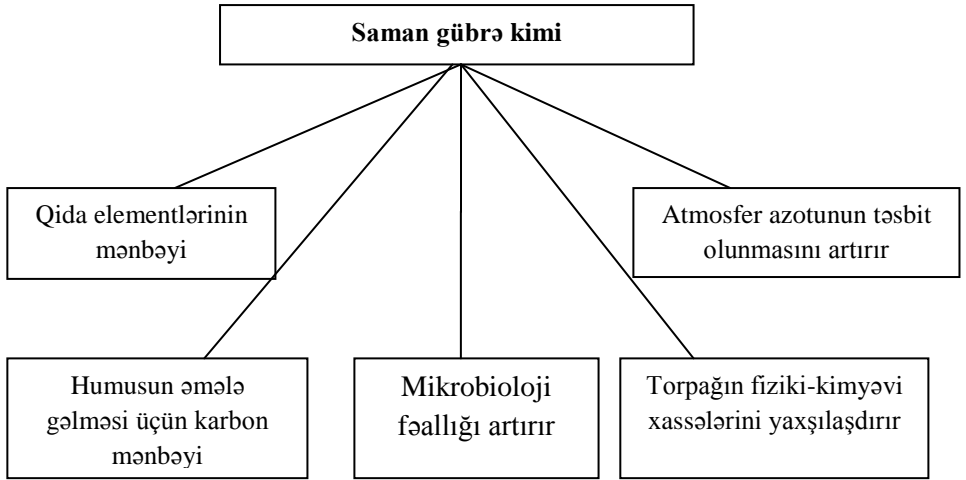 Saman gübrə kimi
Qida elementlərinin
mənbəyi
Atmosfer azotunun təsbit
olunmasını artırır
Humusun əmələ
gəlməsi üçün karbon
mənbəyi
Mikrobioloji
fəallığı artırır
Torpağın fiziki-kimyəvi
xassələrini yaxşılaşdırır